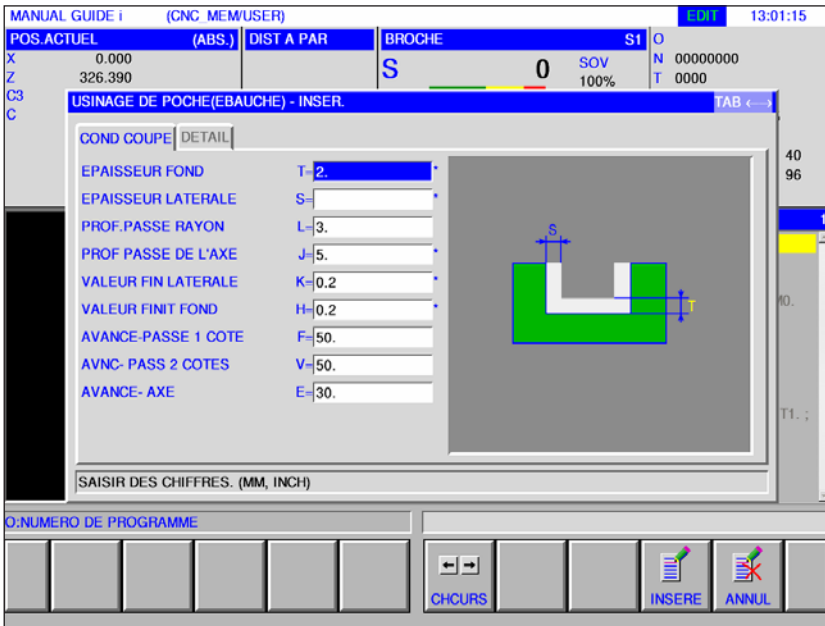 MANUAL GUIDE i (CNC_MEM/USER) EDIT 13:01:15
POS.ACTUEL (ABS.) DIST A PAR BROCHE S1 O
X 0.000 N 00000000
Z 326.390 S 0 SOV 100% T 0000
C3
C
USINAGE DE POCHE(EBAUCHE) - INSER. TAB ←→
COND COUPE DETAIL
EPAISSEUR FOND T=2. *
EPAISSEUR LATERALE S= *
PROF.PASSE RAYON L=3.
PROF PASSE DE L'AXE J=5. *
VALEUR FIN LATERALE K=0.2 *
VALEUR FINIT FOND H=0.2 *
AVANCE-PASSE 1 COTE F=50.
AVNC- PASS 2 COTES V=50.
AVANCE- AXE E=30.
S
T
40
96
1
M0.
T1. ;
SAISIR DES CHIFFRES. (MM, INCH)
O:NUMERO DE PROGRAMME
CHCURS INSERE ANNUL